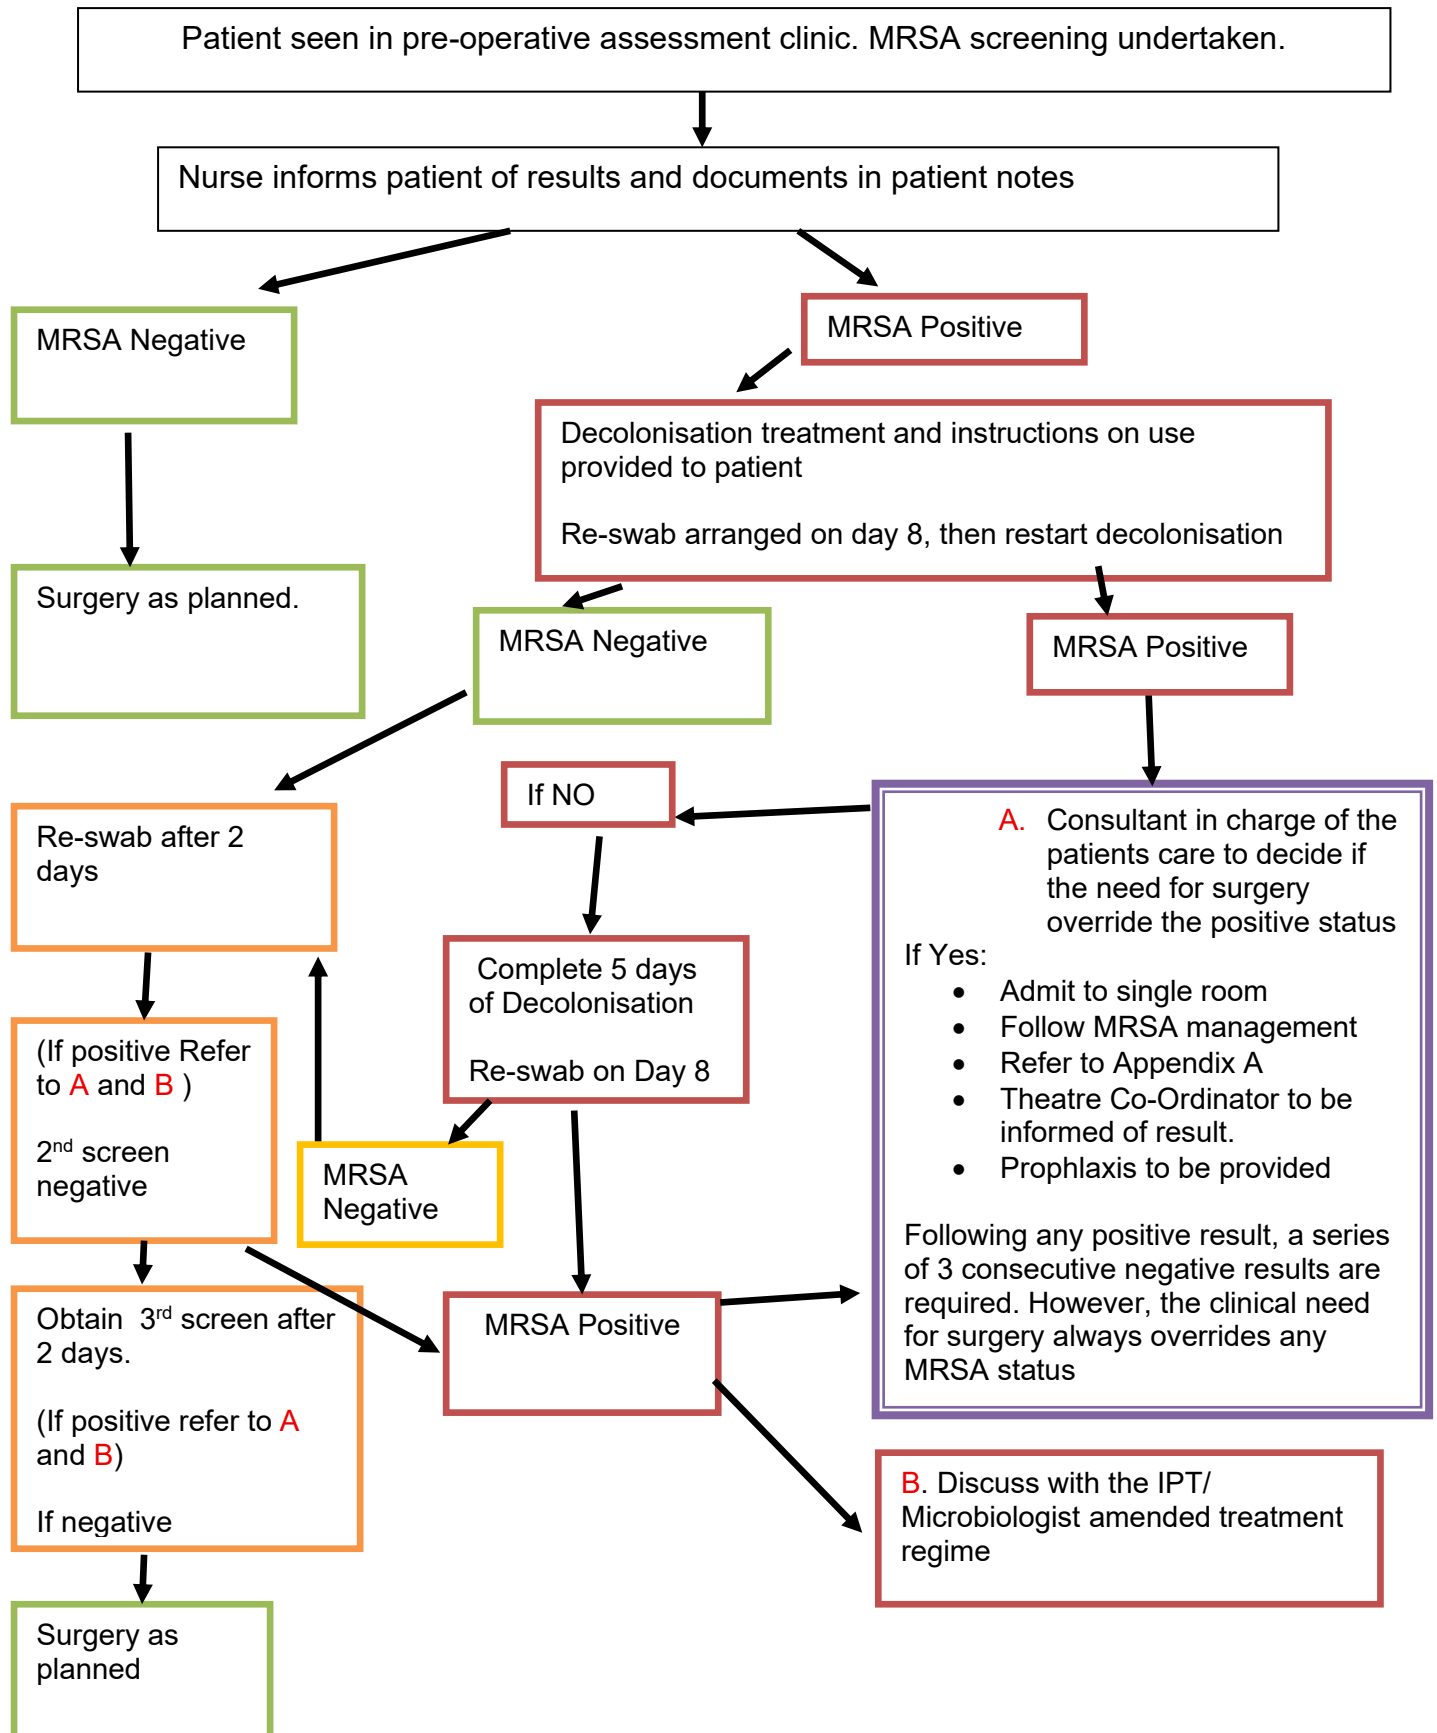 Patient seen in pre-operative assessment clinic. MRSA screening undertaken.
Nurse informs patient of results and documents in patient notes
MRSA Negative
MRSA Positive
Decolonisation treatment and instructions on use
provided to patient
Re-swab arranged on day 8, then restart decolonisation
Surgery as planned.
MRSA Negative
MRSA Positive
If NO
Re-swab after 2
days
A. Consultant in charge of the
patients care to decide if
the need for surgery
override the positive status
If Yes:
• Admit to single room
• Follow MRSA management
• Refer to Appendix A
• Theatre Co-Ordinator to be
informed of result.
• Prophlaxis to be provided
Following any positive result, a series
of 3 consecutive negative results are
required. However, the clinical need
for surgery always overrides any
MRSA status
Complete 5 days
of Decolonisation
Re-swab on Day 8
(If positive Refer
to A and B )
2nd screen
negative
MRSA
Negative
Obtain 3rd screen after
2 days.
(If positive refer to A
and B)
If negative
MRSA Positive
B. Discuss with the IPT/
Microbiologist amended treatment
regime
Surgery as
planned